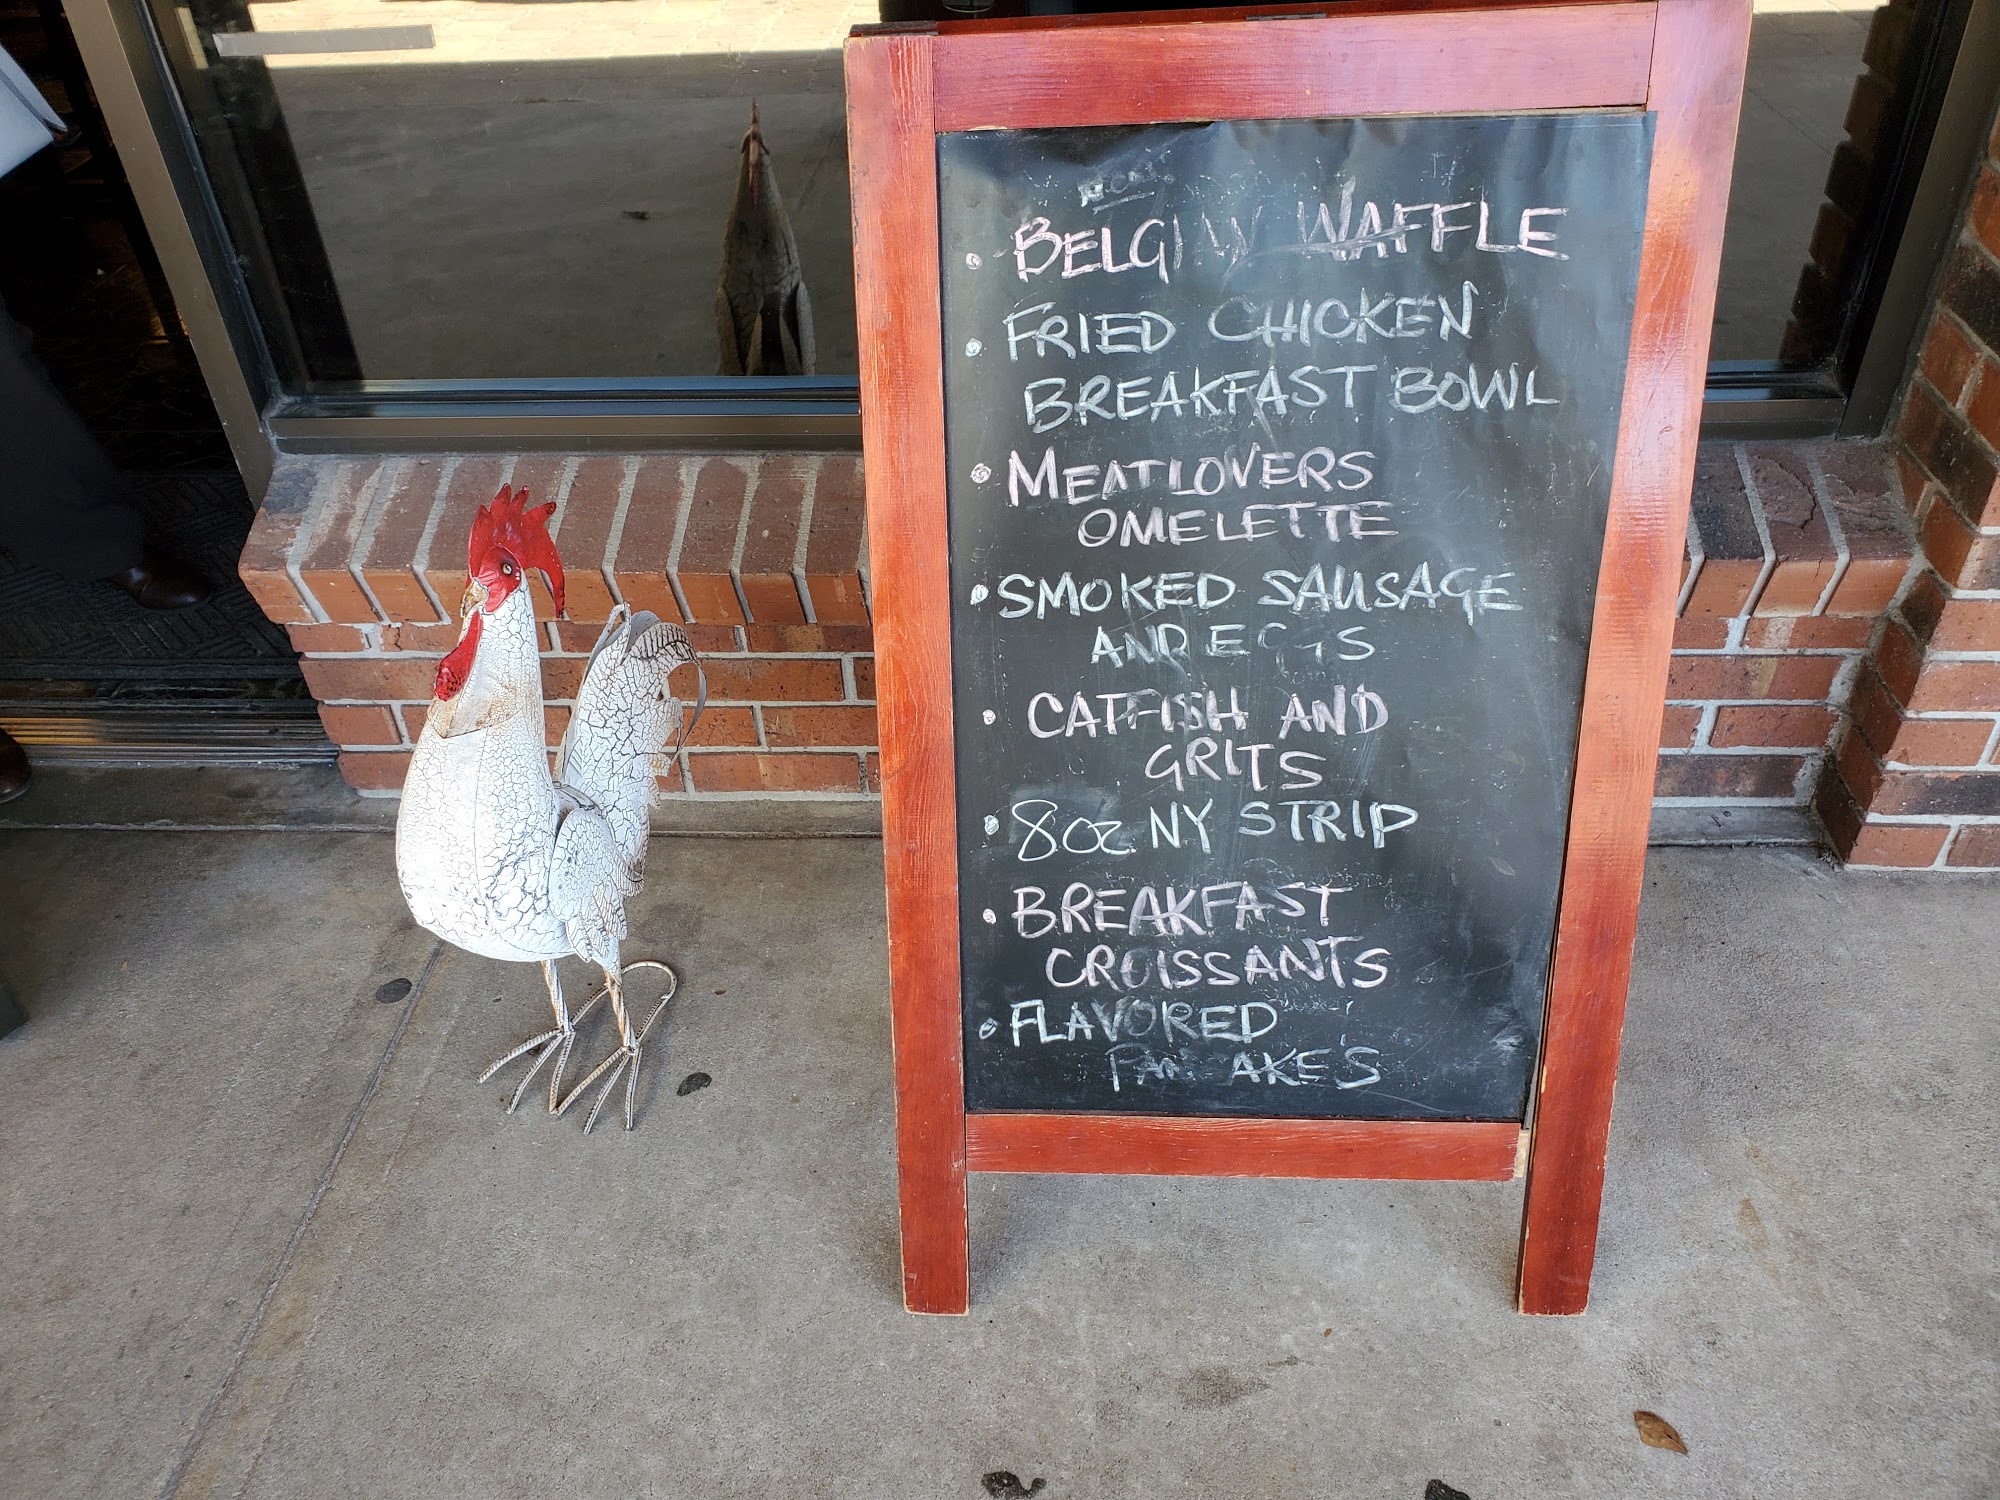 • BELGIAN WAFFLE
• FRIED CHICKEN
BREAKFAST BOWL
• MEATLOVERS
OMELETTE
• SMOKED SAUSAGE
AND EGGS
• CATFISH AND
GRITS
• 8oz NY STRIP
• BREAKFAST
CROISSANTS
• FLAVORED
PANCAKE'S